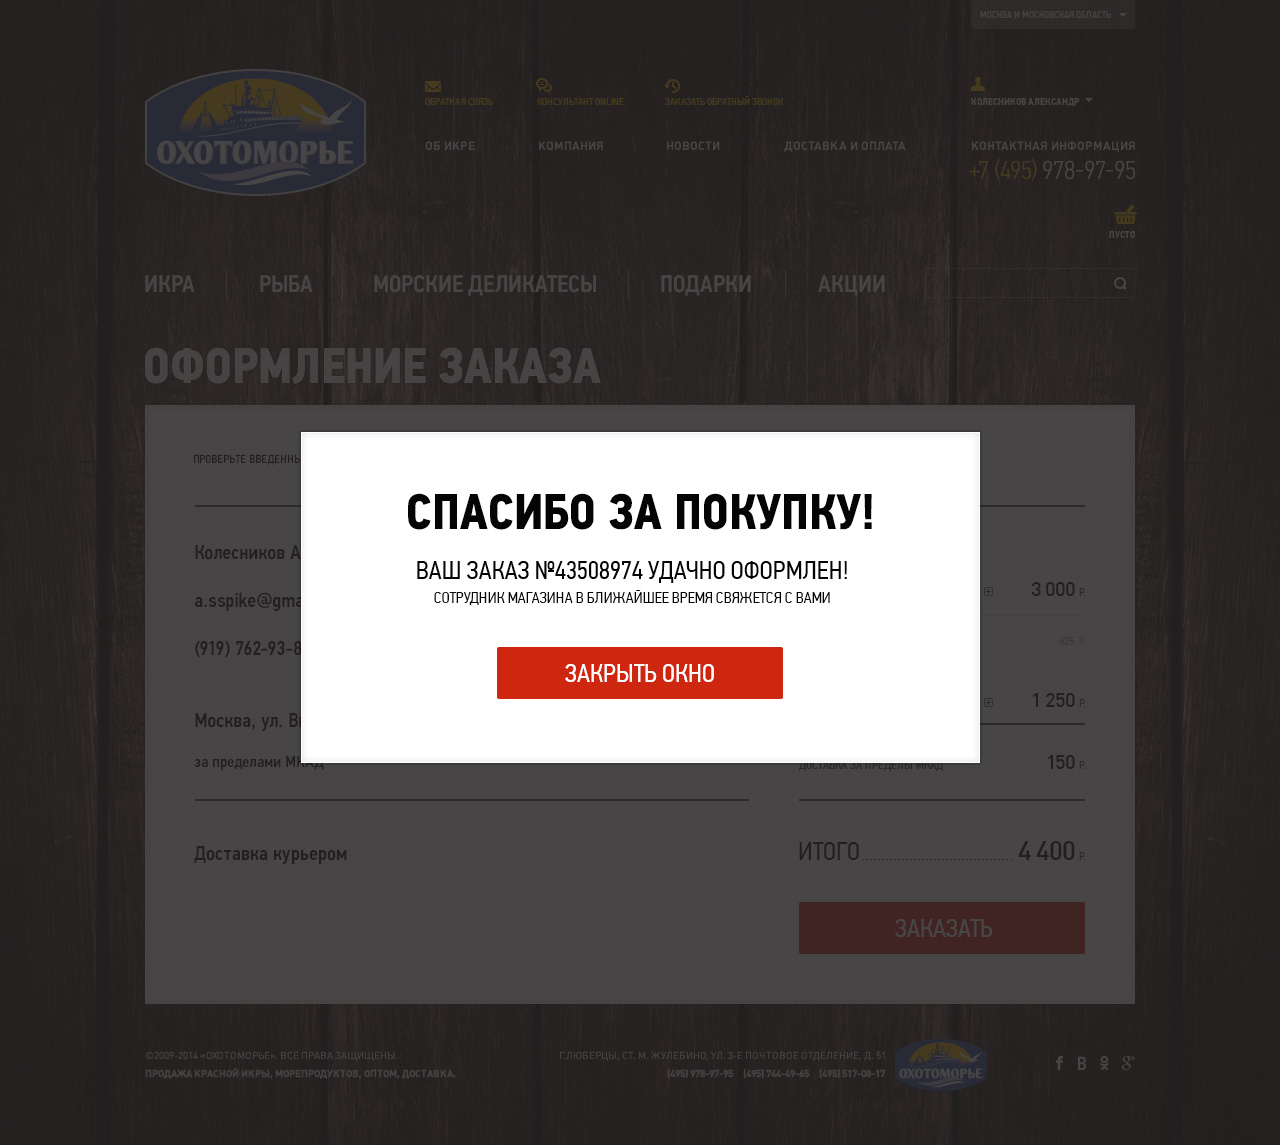 МОСКВА И МОСКОВСКАЯ ОБЛАСТЬ
ОХОТОМОРЬЕ
ОБРАТНАЯ СВЯЗЬ
КОНСУЛЬТАНТ ONLINE
ЗАКАЗАТЬ ОБРАТНЫЙ ЗВОНОК
КОЛЕСНИКОВ АЛЕКСАНДР
ОБ ИКРЕ
КОМПАНИЯ
НОВОСТИ
ДОСТАВКА И ОПЛАТА
КОНТАКТНАЯ ИНФОРМАЦИЯ
+7 (495) 978-97-95
ПУСТО
ИКРА
РЫБА
МОРСКИЕ ДЕЛИКАТЕСЫ
ПОДАРКИ
АКЦИИ
ОФОРМЛЕНИЕ ЗАКАЗА
ПРОВЕРЬТЕ
СПАСИБО ЗА ПОКУПКУ!
ВАШ ЗАКАЗ №43508974 УДАЧНО ОФОРМЛЕН!
СОТРУДНИК МАГАЗИНА В БЛИЖАЙШЕЕ ВРЕМЯ СВЯЖЕТСЯ С ВАМИ
ЗАКРЫТЬ ОКНО
Колесников А
a.sspike@gma
(919) 762-93-8
Москва, ул. В
за пределами МКАД
Доставка курьером
3 000 Р.
625 Р.
1 250 Р.
ДОСТАВКА ЗА ПРЕДЕЛЫ МКАД 150 Р.
ИТОГО 4 400 Р.
ЗАКАЗАТЬ
©2009-2014 «ОХОТОМОРЬЕ». ВСЕ ПРАВА ЗАЩИЩЕНЫ.
ПРОДАЖА КРАСНОЙ ИКРЫ, МОРЕПРОДУКТОВ, ОПТОМ, ДОСТАВКА.
Г.ЛЮБЕРЦЫ, СТ. М. ЖУЛЕБИНО, УЛ. 3-Е ПОЧТОВОЕ ОТДЕЛЕНИЕ, Д. 51
(495) 978-97-95 (495) 744-49-65 (495) 517-08-17
ОХОТОМОРЬЕ